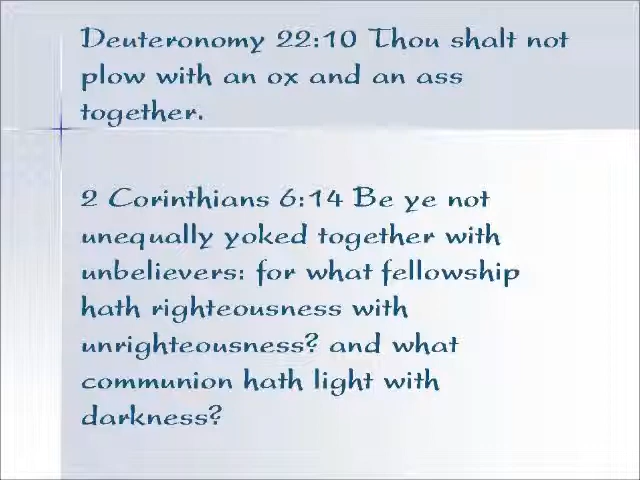 Deuteronomy 22:10 Thou shalt not
plow with an ox and an ass
together.
2 Corinthians 6:14 Be ye not
unequally yoked together with
unbelievers: for what fellowship
hath righteousness with
unrighteousness? and what
communion hath light with
darkness?